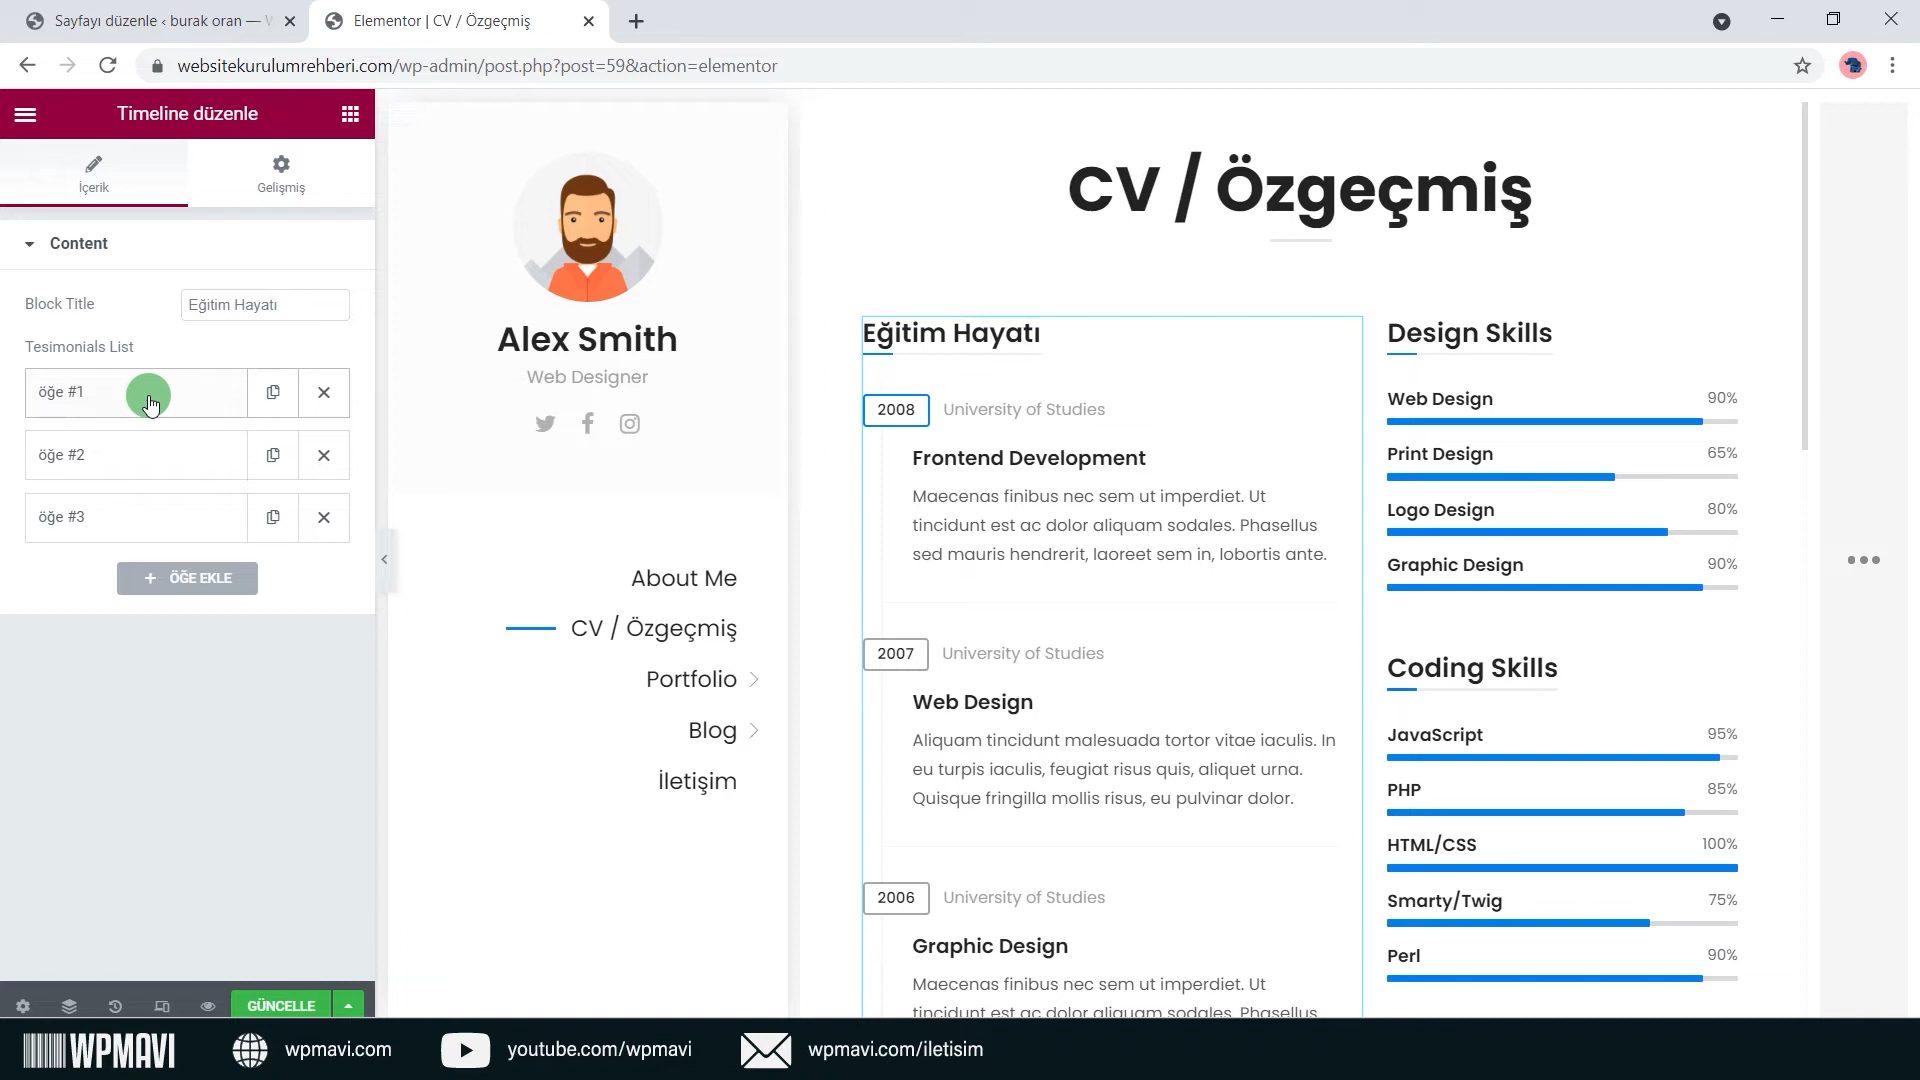 Sayfayı düzenle ‹ burak oran —
Elementor | CV / Özgeçmiş
websitekurulumrehberi.com/wp-admin/post.php?post=59&action=elementor
Timeline düzenle
İçerik
Gelişmiş
Content
Block Title
Eğitim Hayatı
Tesimonials List
öğe #1
öğe #2
öğe #3
ÖĞE EKLE
GÜNCELLE
Alex Smith
Web Designer
About Me
CV / Özgeçmiş
Portfolio
Blog
İletişim
CV / Özgeçmiş
Eğitim Hayatı
2008 University of Studies
Frontend Development
Maecenas finibus nec sem ut imperdiet. Ut
tincidunt est ac dolor aliquam sodales. Phasellus
sed mauris hendrerit, laoreet sem in, lobortis ante.
2007 University of Studies
Web Design
Aliquam tincidunt malesuada tortor vitae iaculis. In
eu turpis iaculis, feugiat risus quis, aliquet urna.
Quisque fringilla mollis risus, eu pulvinar dolor.
2006 University of Studies
Graphic Design
Maecenas finibus nec sem ut imperdiet. Ut
tincidunt est ac dolor aliquam sodales. Phasellus
Design Skills
Web Design 90%
Print Design 65%
Logo Design 80%
Graphic Design 90%
Coding Skills
JavaScript 95%
PHP 85%
HTML/CSS 100%
Smarty/Twig 75%
Perl 90%
WPMAVI
wpmavi.com
youtube.com/wpmavi
wpmavi.com/iletisim